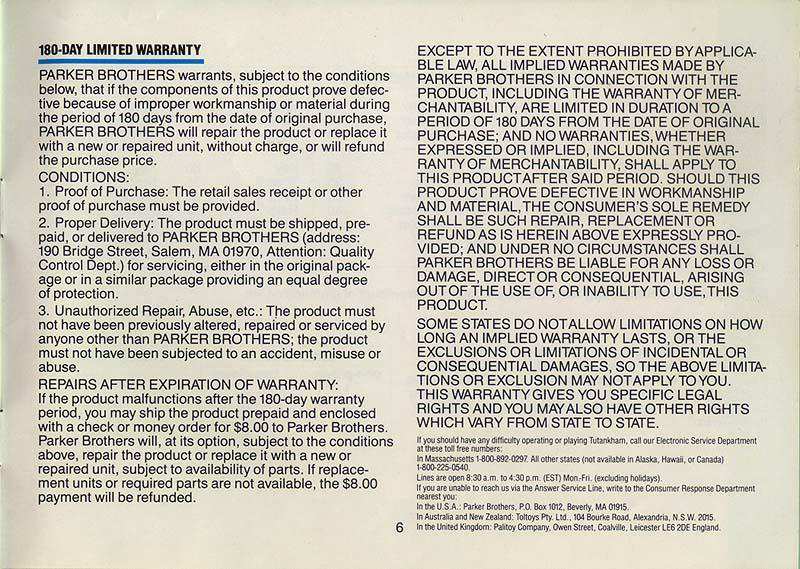 180-DAY LIMITED WARRANTY
PARKER BROTHERS warrants, subject to the conditions
below, that if the components of this product prove defec-
tive because of improper workmanship or material during
the period of 180 days from the date of original purchase,
PARKER BROTHERS will repair the product or replace it
with a new or repaired unit, without charge, or will refund
the purchase price.
CONDITIONS:
1. Proof of Purchase: The retail sales receipt or other
proof of purchase must be provided.
2. Proper Delivery: The product must be shipped, pre-
paid, or delivered to PARKER BROTHERS (address:
190 Bridge Street, Salem, MA 01970, Attention: Quality
Control Dept.) for servicing, either in the original pack-
age or in a similar package providing an equal degree
of protection.
3. Unauthorized Repair, Abuse, etc.: The product must
not have been previously altered, repaired or serviced by
anyone other than PARKER BROTHERS; the product
must not have been subjected to an accident, misuse or
abuse.
REPAIRS AFTER EXPIRATION OF WARRANTY:
If the product malfunctions after the 180-day warranty
period, you may ship the product prepaid and enclosed
with a check or money order for $8.00 to Parker Brothers.
Parker Brothers will, at its option, subject to the conditions
above, repair the product or replace it with a new or
repaired unit, subject to availability of parts. If replace-
ment units or required parts are not available, the $8.00
payment will be refunded.
EXCEPT TO THE EXTENT PROHIBITED BY APPLICA-
BLE LAW, ALL IMPLIED WARRANTIES MADE BY
PARKER BROTHERS IN CONNECTION WITH THE
PRODUCT, INCLUDING THE WARRANTY OF MER-
CHANTABILITY, ARE LIMITED IN DURATION TO A
PERIOD OF 180 DAYS FROM THE DATE OF ORIGINAL
PURCHASE; AND NO WARRANTIES, WHETHER
EXPRESSED OR IMPLIED, INCLUDING THE WAR-
RANTY OF MERCHANTABILITY, SHALL APPLY TO
THIS PRODUCT AFTER SAID PERIOD. SHOULD THIS
PRODUCT PROVE DEFECTIVE IN WORKMANSHIP
AND MATERIAL, THE CONSUMER'S SOLE REMEDY
SHALL BE SUCH REPAIR, REPLACEMENT OR
REFUND AS IS HEREIN ABOVE EXPRESSLY PRO-
VIDED; AND UNDER NO CIRCUMSTANCES SHALL
PARKER BROTHERS BE LIABLE FOR ANY LOSS OR
DAMAGE, DIRECT OR CONSEQUENTIAL, ARISING
OUT OF THE USE OF, OR INABILITY TO USE, THIS
PRODUCT.
SOME STATES DO NOT ALLOW LIMITATIONS ON HOW
LONG AN IMPLIED WARRANTY LASTS, OR THE
EXCLUSIONS OR LIMITATIONS OF INCIDENTAL OR
CONSEQUENTIAL DAMAGES, SO THE ABOVE LIMITA-
TIONS OR EXCLUSION MAY NOT APPLY TO YOU.
THIS WARRANTY GIVES YOU SPECIFIC LEGAL
RIGHTS AND YOU MAY ALSO HAVE OTHER RIGHTS
WHICH VARY FROM STATE TO STATE.
If you should have any difficulty operating or playing Tutankham, call our Electronic Service Department
at these toll free numbers:
In Massachusetts 1-800-892-0297. All other states (not available in Alaska, Hawaii, or Canada)
1-800-225-0540.
Lines are open 8:30 a.m. to 4:30 p.m. (EST) Mon.-Fri. (excluding holidays).
If you are unable to reach us via the Answer Service Line, write to the Consumer Response Department
nearest you:
In the U.S.A.: Parker Brothers, P.O. Box 1012, Beverly, MA 01915.
In Australia and New Zealand: Toltoys Pty. Ltd., 104 Bourke Road, Alexandria, N.S.W. 2015.
In the United Kingdom: Palitoy Company, Owen Street, Coalville, Leicester LE6 2DE England.
6